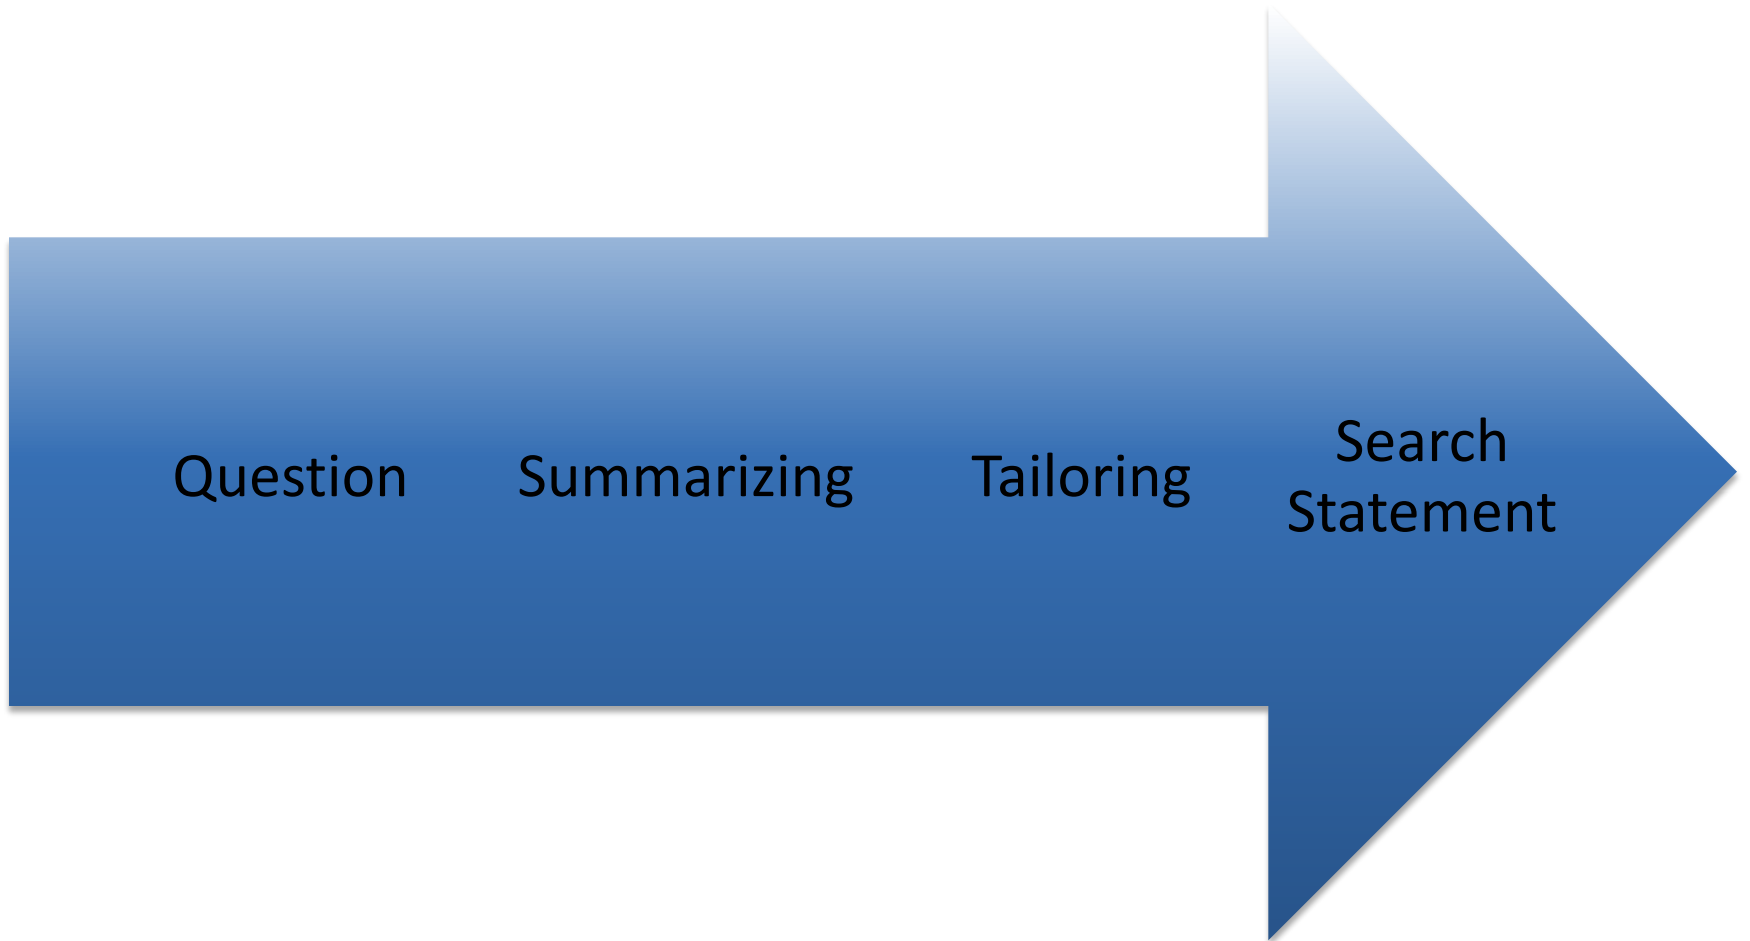 Question
Summarizing
Tailoring
Search
Statement